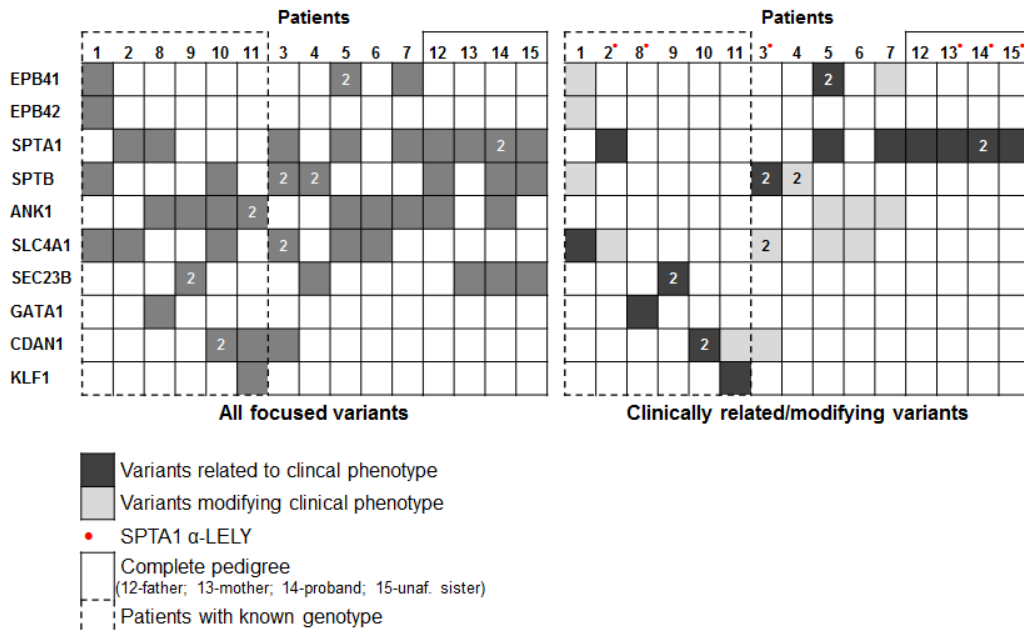 Patients Patients
1 2 8 9 10 11 3 4 5 6 7 12 13 14 15 1 2• 8• 9 10 11 3• 4 5 6 7 12 13• 14• 15•
EPB41 2 2
EPB42
SPTA1 2 2
SPTB 2 2 2 2
ANK1 2
SLC4A1 2 2
SEC23B 2 2
GATA1
CDAN1 2 2
KLF1
All focused variants Clinically related/modifying variants
Variants related to clincal phenotype
Variants modifying clinical phenotype
• SPTA1 α-LELY
Complete pedigree
(12-father; 13-mother; 14-proband; 15-unaf. sister)
Patients with known genotype